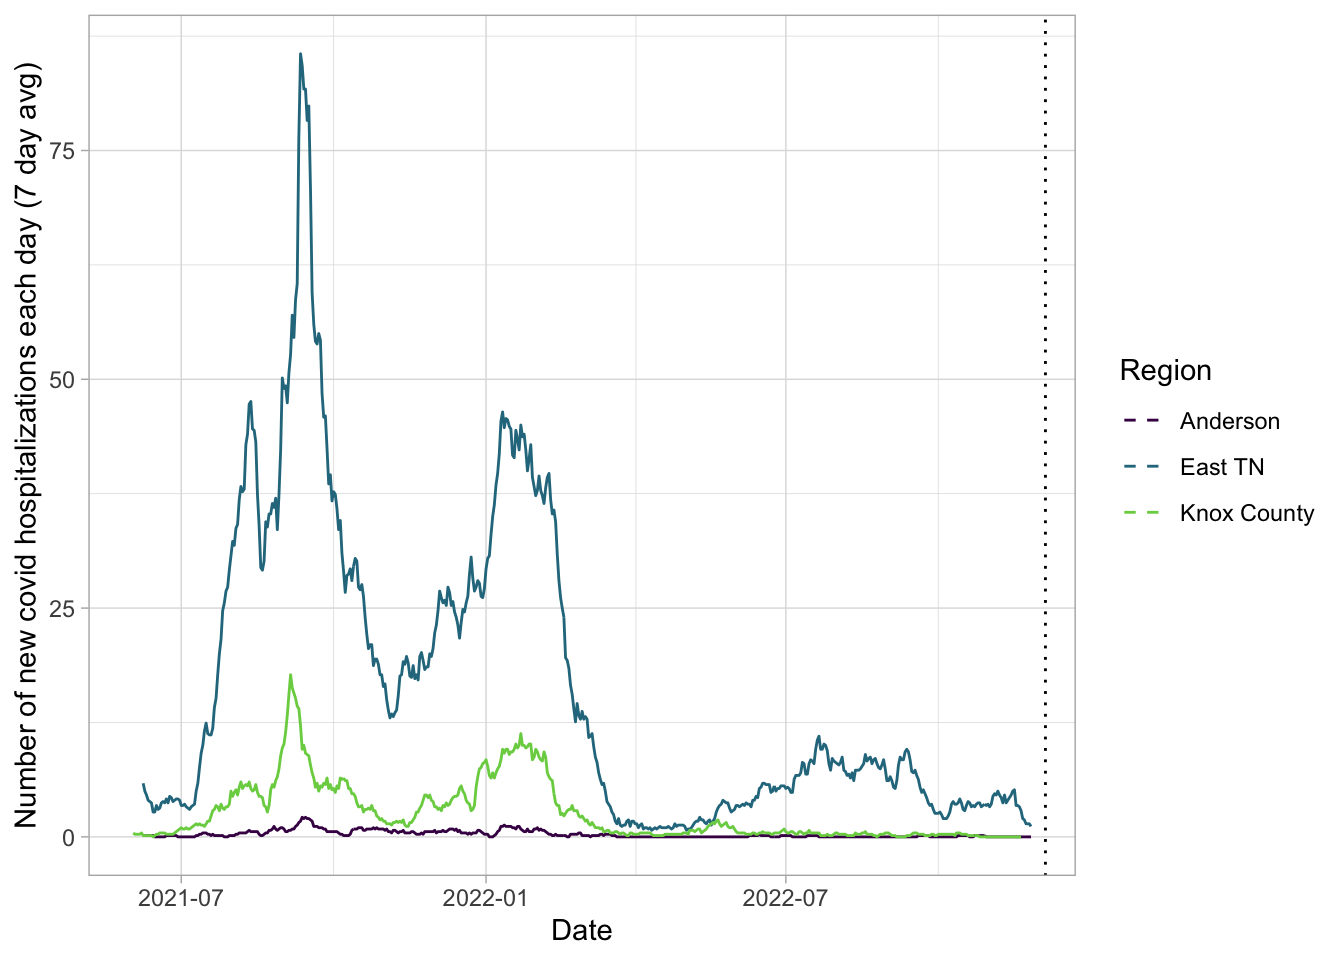 Number of new covid hospitalizations each day (7 day avg)
75
50
25
0
2021-07
2022-01
2022-07
Date
Region
Anderson
East TN
Knox County